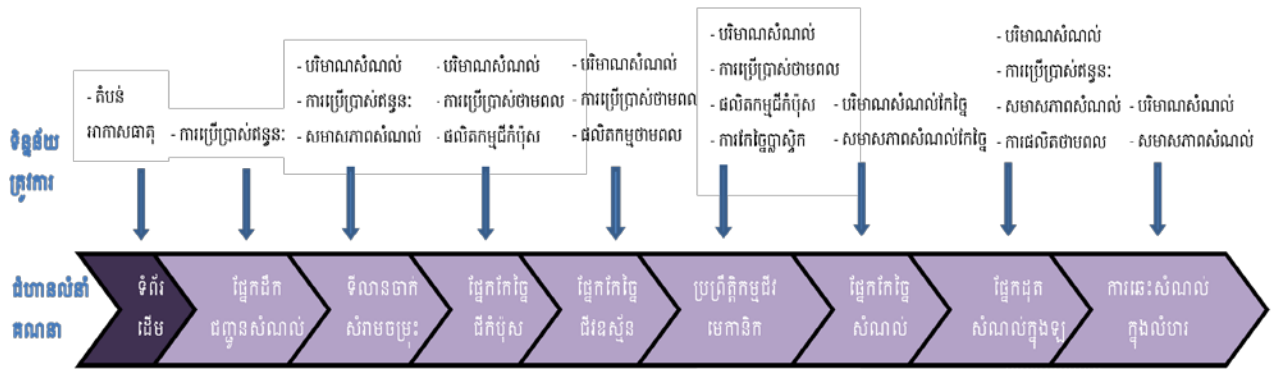 - តំបន់
អាកាសធាតុ
- ការប្រើប្រាស់ឥន្ធនៈ
- បរិមាណសំណល់
- ការប្រើប្រាស់ឥន្ធនៈ
- សមាសភាពសំណល់
- បរិមាណសំណល់
- ការប្រើប្រាស់ថាមពល
- ផលិតកម្មជីកំប៉ុស
- បរិមាណសំណល់
- ការប្រើប្រាស់ថាមពល
- ផលិតកម្មថាមពល
- បរិមាណសំណល់
- ការប្រើប្រាស់ថាមពល
- ផលិតកម្មជីកំប៉ុស
- ការកែច្នៃប្លាស្ទិក
- បរិមាណសំណល់កែច្នៃ
- សមាសភាពសំណល់កែច្នៃ
- បរិមាណសំណល់
- ការប្រើប្រាស់ឥន្ធនៈ
- សមាសភាពសំណល់
- ការផលិតថាមពល
- បរិមាណសំណល់
- សមាសភាពសំណល់
ទិន្នន័យ
ត្រូវការ
ជំហានលំនាំ
គណនា
ទំព័រ
ដើម
ផ្នែកដឹក
ជញ្ជូនសំណល់
ទីលានចាក់
សំរាមចម្រុះ
ផ្នែកកែច្នៃ
ជីកំប៉ុស
ផ្នែកកែច្នៃ
ជីវឧស្ម័ន
ប្រព្រឹត្តិកម្មជីវ
មេកានិក
ផ្នែកកែច្នៃ
សំណល់
ផ្នែកដុត
សំណល់ក្នុងឡ
ការឆេះសំណល់
ក្នុងលំហរ